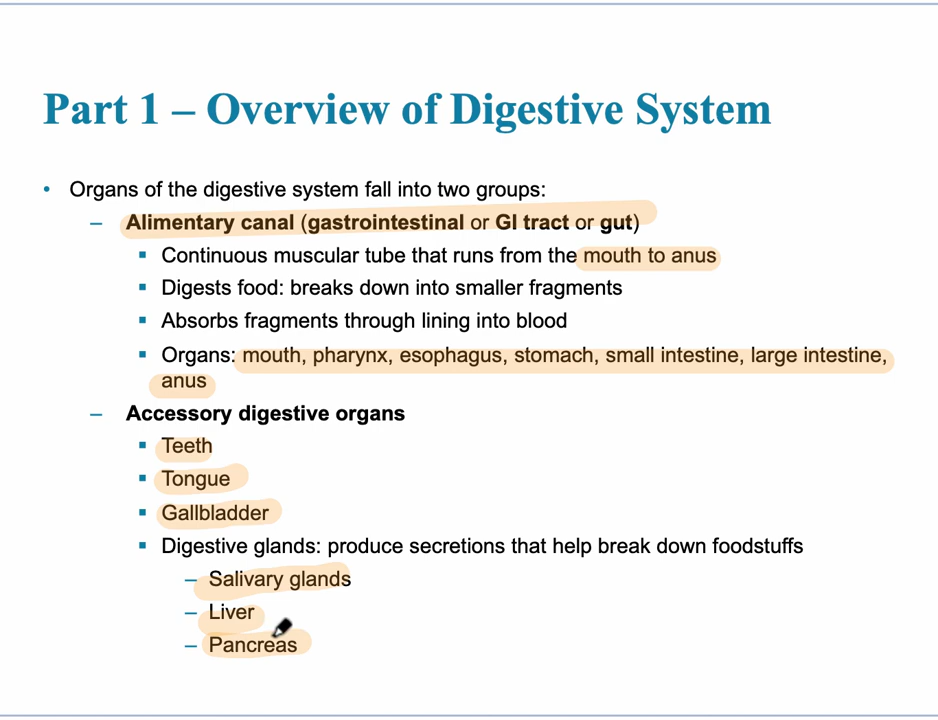 Part 1 – Overview of Digestive System
• Organs of the digestive system fall into two groups:
– Alimentary canal (gastrointestinal or GI tract or gut)
▪ Continuous muscular tube that runs from the mouth to anus
▪ Digests food: breaks down into smaller fragments
▪ Absorbs fragments through lining into blood
▪ Organs: mouth, pharynx, esophagus, stomach, small intestine, large intestine,
anus
– Accessory digestive organs
▪ Teeth
▪ Tongue
▪ Gallbladder
▪ Digestive glands: produce secretions that help break down foodstuffs
– Salivary glands
– Liver
– Pancreas